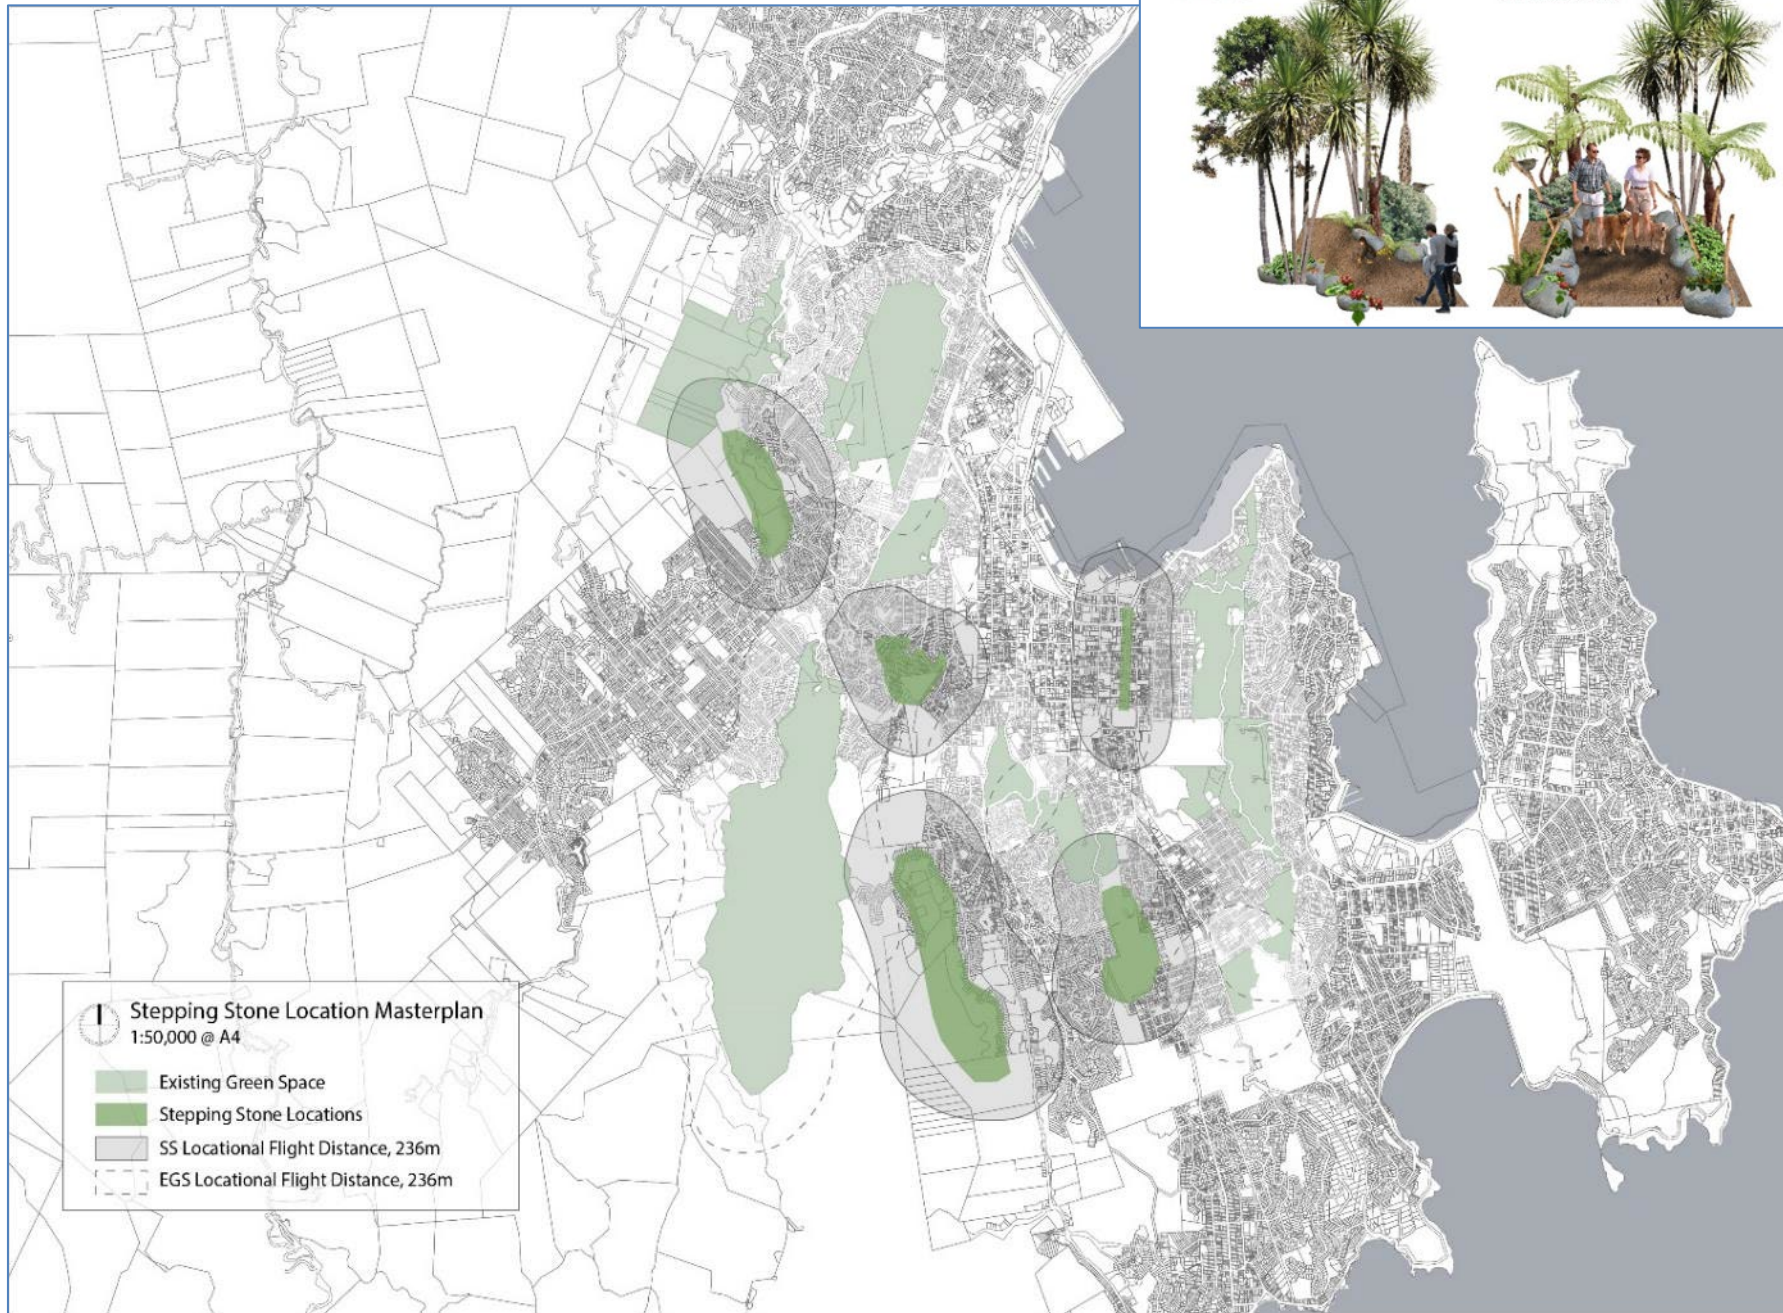 Stepping Stone Location Masterplan
1:50,000 @ A4
Existing Green Space
Stepping Stone Locations
SS Locational Flight Distance, 236m
EGS Locational Flight Distance, 236m